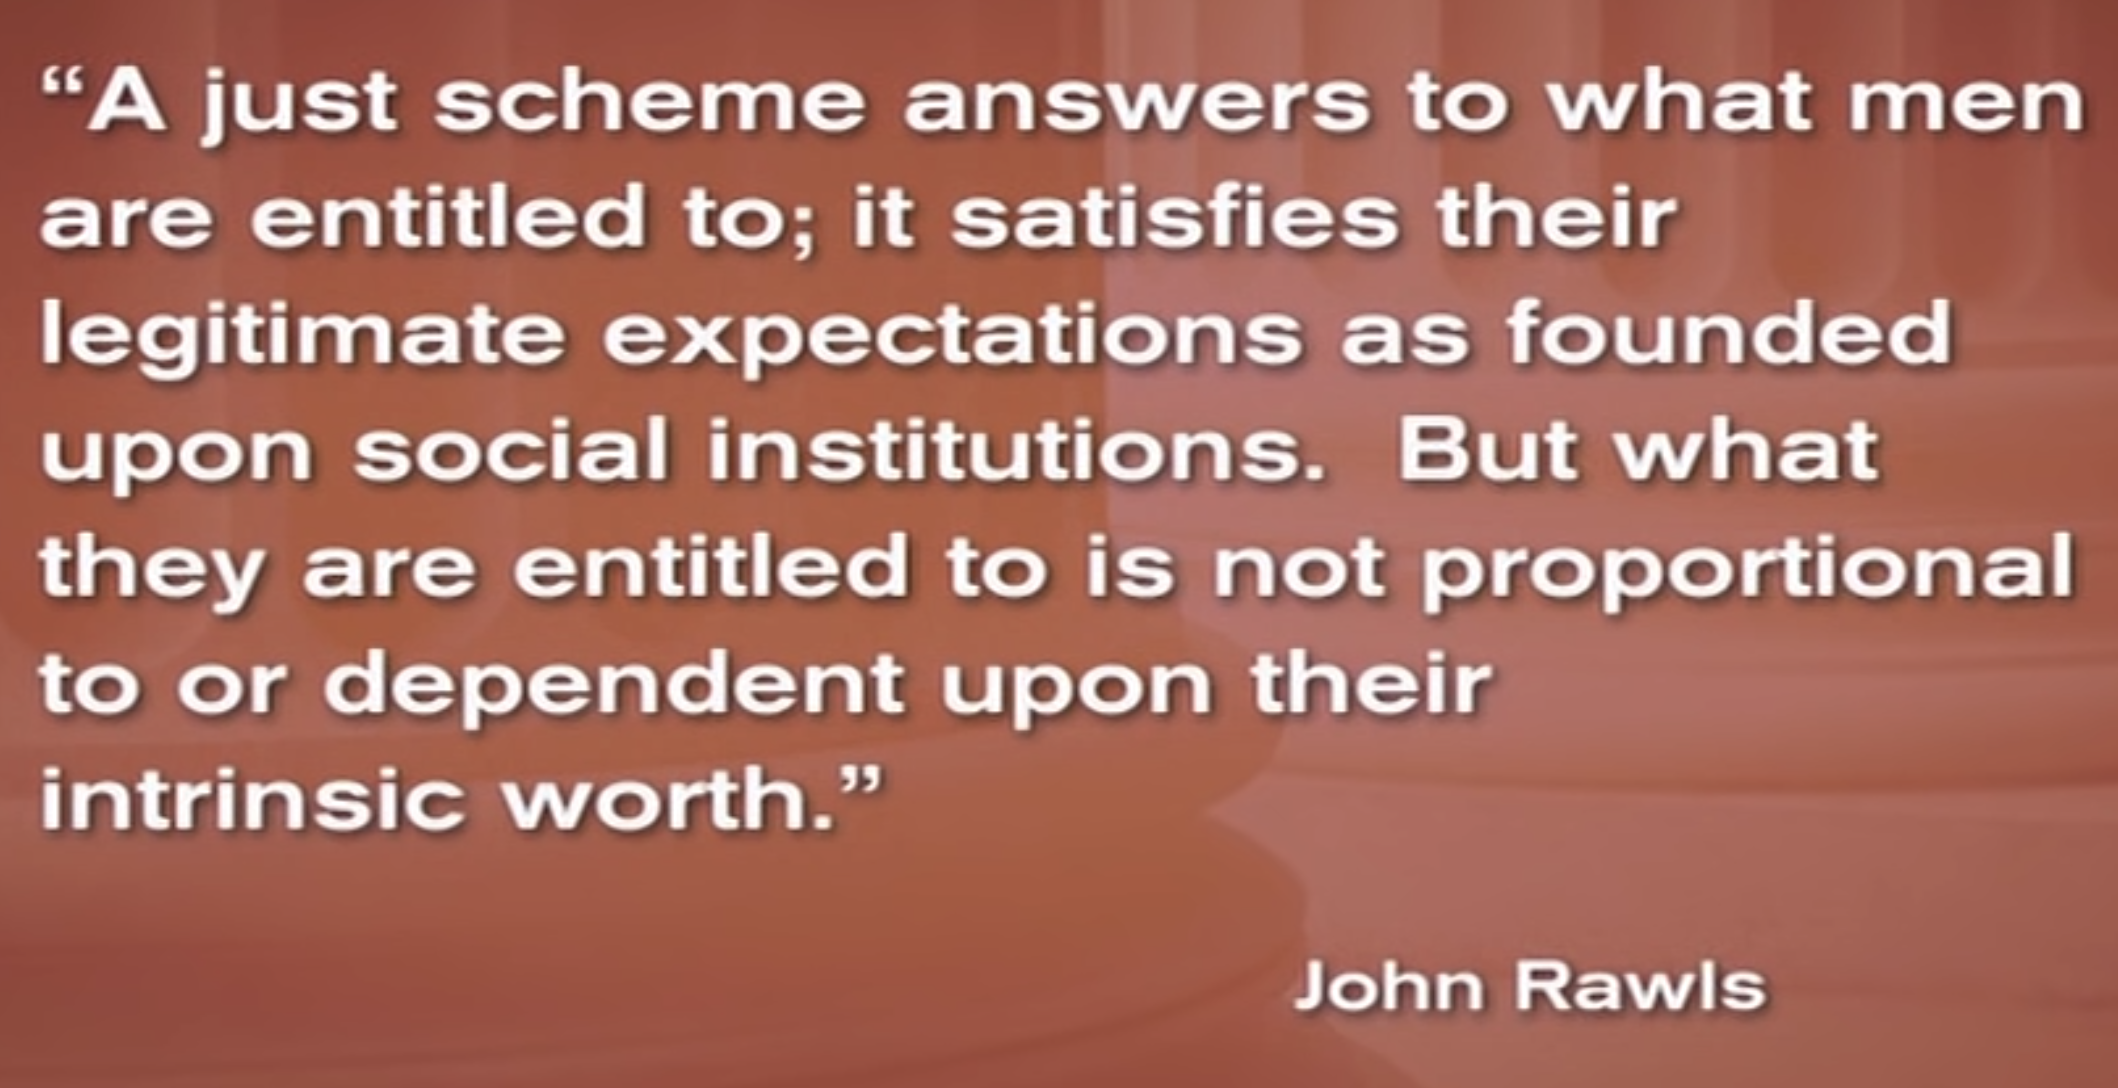 “A just scheme answers to what men
are entitled to; it satisfies their
legitimate expectations as founded
upon social institutions.  But what
they are entitled to is not proportional
to or dependent upon their
intrinsic worth.”
John Rawls